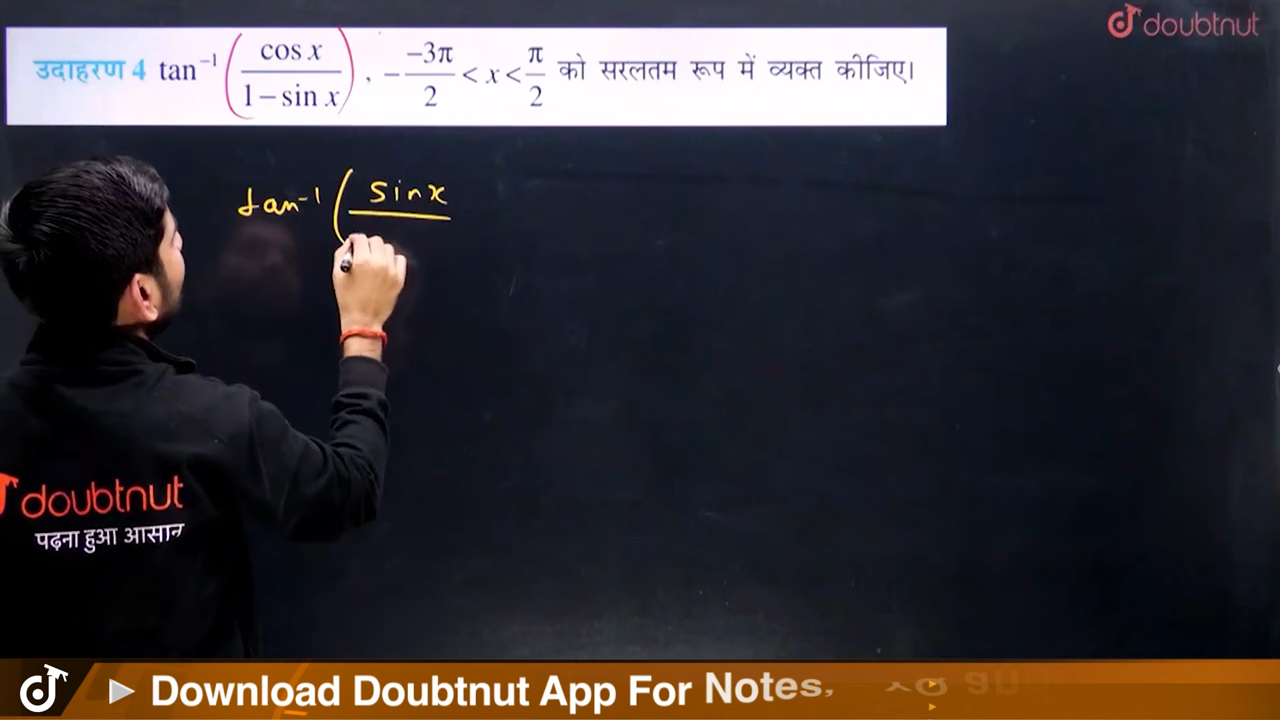 doubtnut
उदाहरण 4 tan⁻¹ (cos x / 1 – sin x), – –3π/2 < x < π/2 को सरलतम रूप में व्यक्त कीजिए।
tan⁻¹ ( sin x
doubtnut
पढ़ना हुआ आसान
Download Doubtnut App For Notes,